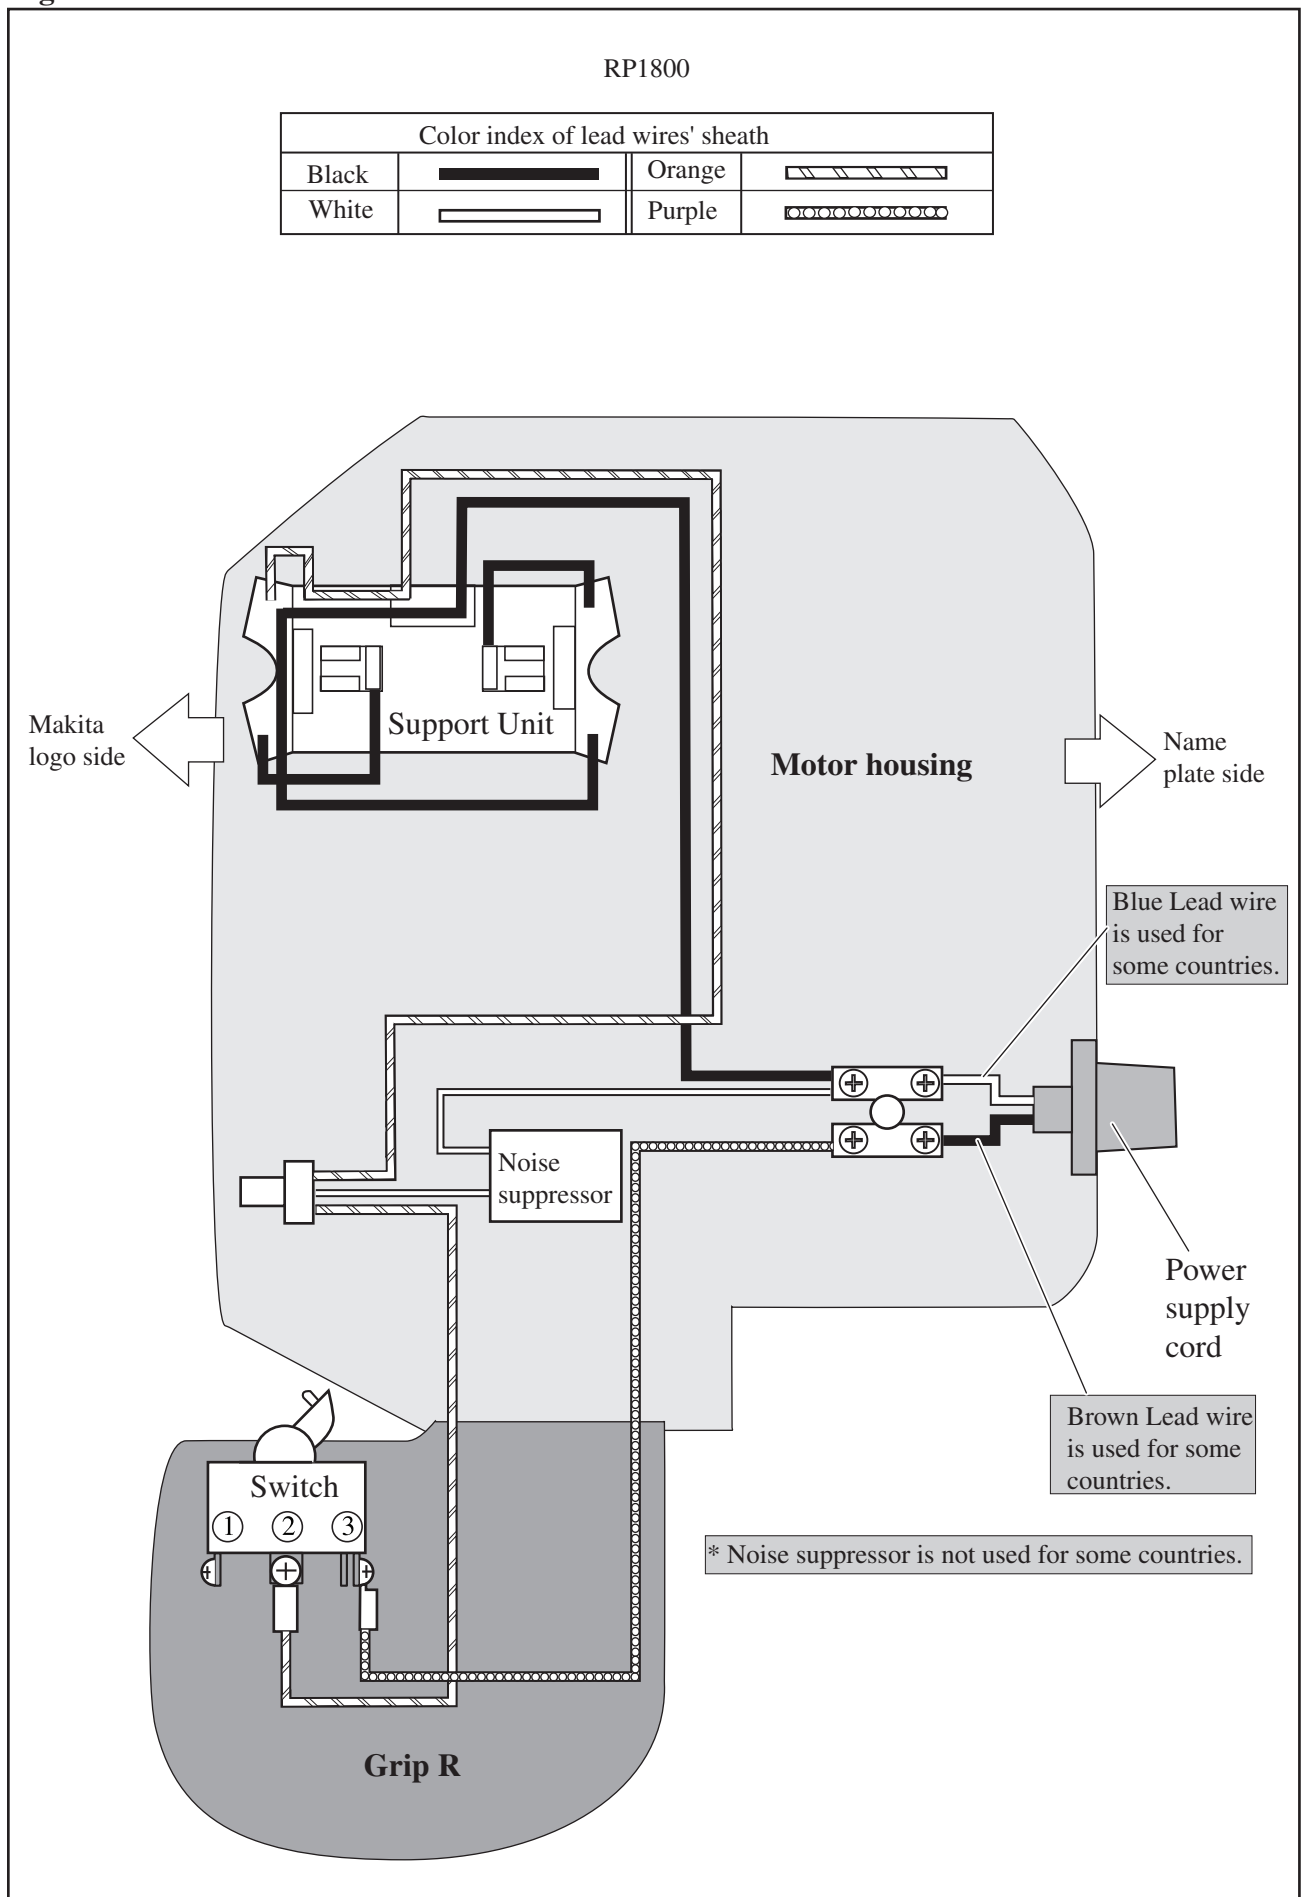 RP1800
Color index of lead wires' sheath
Black
Orange
White
Purple
Support Unit
Makita
logo side
Motor housing
Name
plate side
Blue Lead wire
is used for
some countries.
Noise
suppressor
Power
supply
cord
Brown Lead wire
is used for some
countries.
Switch
1 2 3
* Noise suppressor is not used for some countries.
Grip R